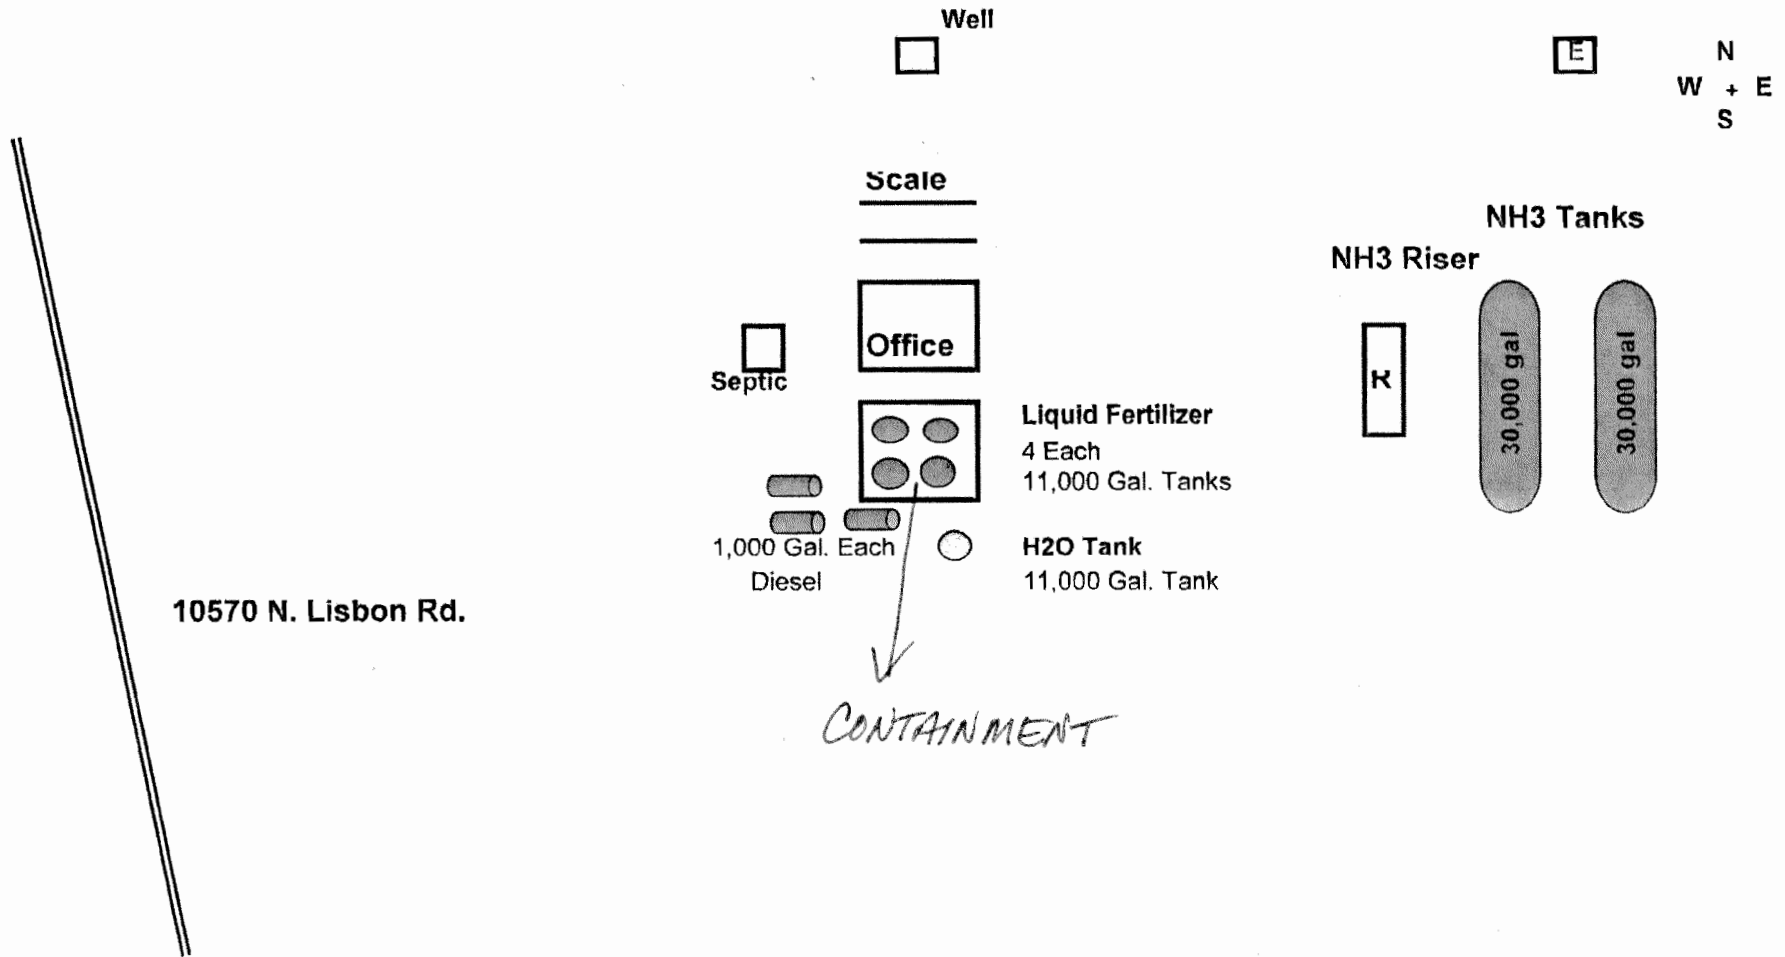 Well
E
N
W + E
S
Scale
NH3 Tanks
NH3 Riser
30,000 gal
30,000 gal
R
Office
Septic
Liquid Fertilizer
4 Each
11,000 Gal. Tanks
1,000 Gal. Each
Diesel
H2O Tank
11,000 Gal. Tank
10570 N. Lisbon Rd.
CONTAINMENT